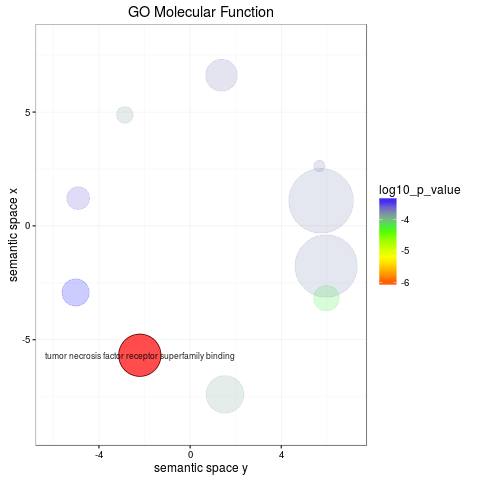 GO Molecular Function
semantic space x
5
0
-5
tumor necrosis factor receptor superfamily binding
-4
0
4
semantic space y
log10_p_value
-4
-5
-6